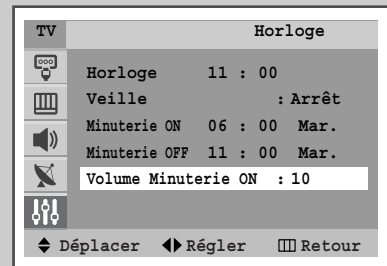 TV Horloge
Horloge 11 : 00
Veille : Arrêt
Minuterie ON 06 : 00 Mar.
Minuterie OFF 11 : 00 Mar.
Volume Minuterie ON : 10
Déplacer Régler Retour